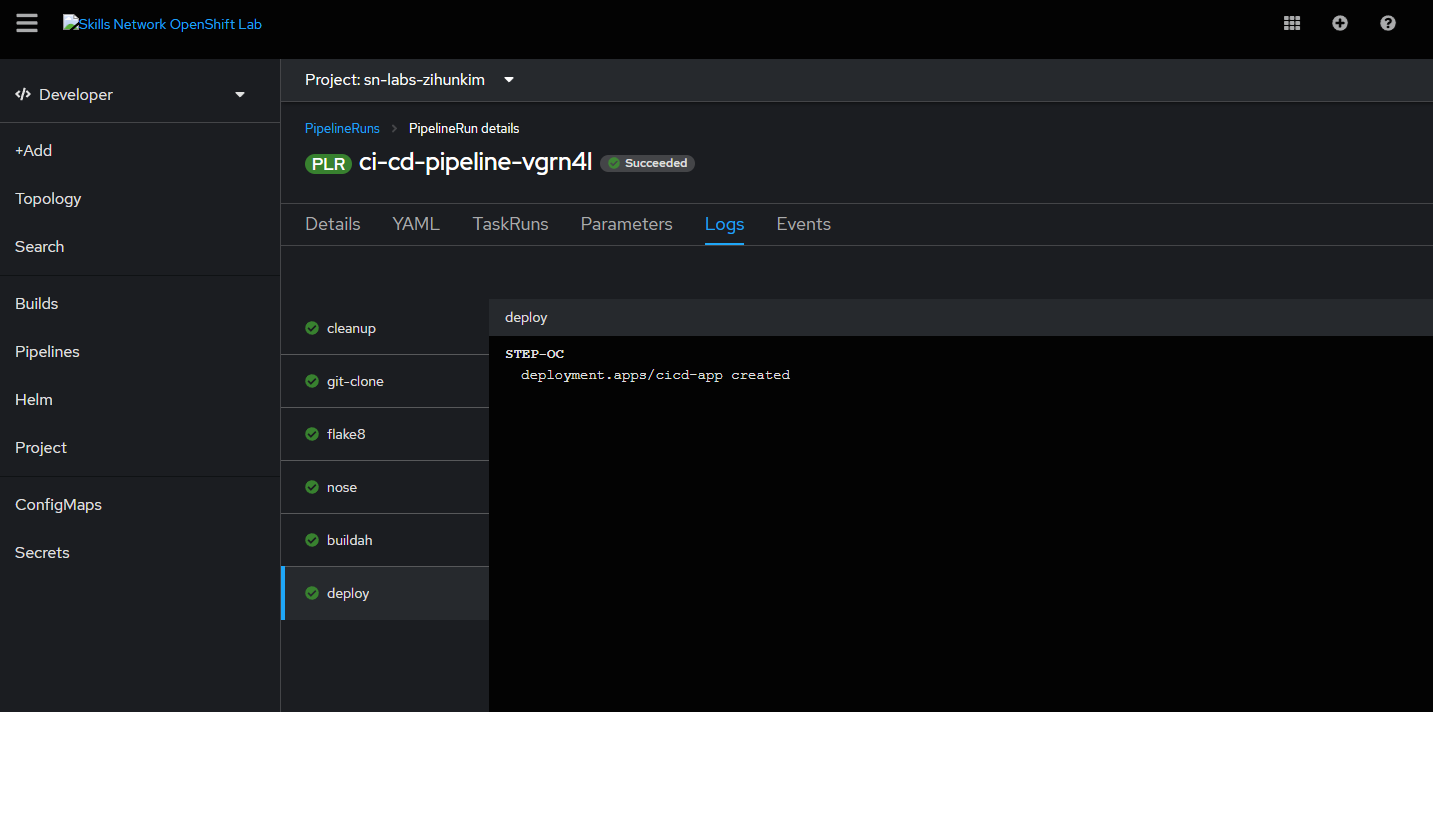 Skills Network OpenShift Lab
Developer
+Add
Topology
Search
Builds
Pipelines
Helm
Project
ConfigMaps
Secrets
Project: sn-labs-zihunkim
PipelineRuns > PipelineRun details
PLR ci-cd-pipeline-vgrn4l Succeeded
Details YAML TaskRuns Parameters Logs Events
cleanup
git-clone
flake8
nose
buildah
deploy
deploy
STEP-OC
deployment.apps/cicd-app created